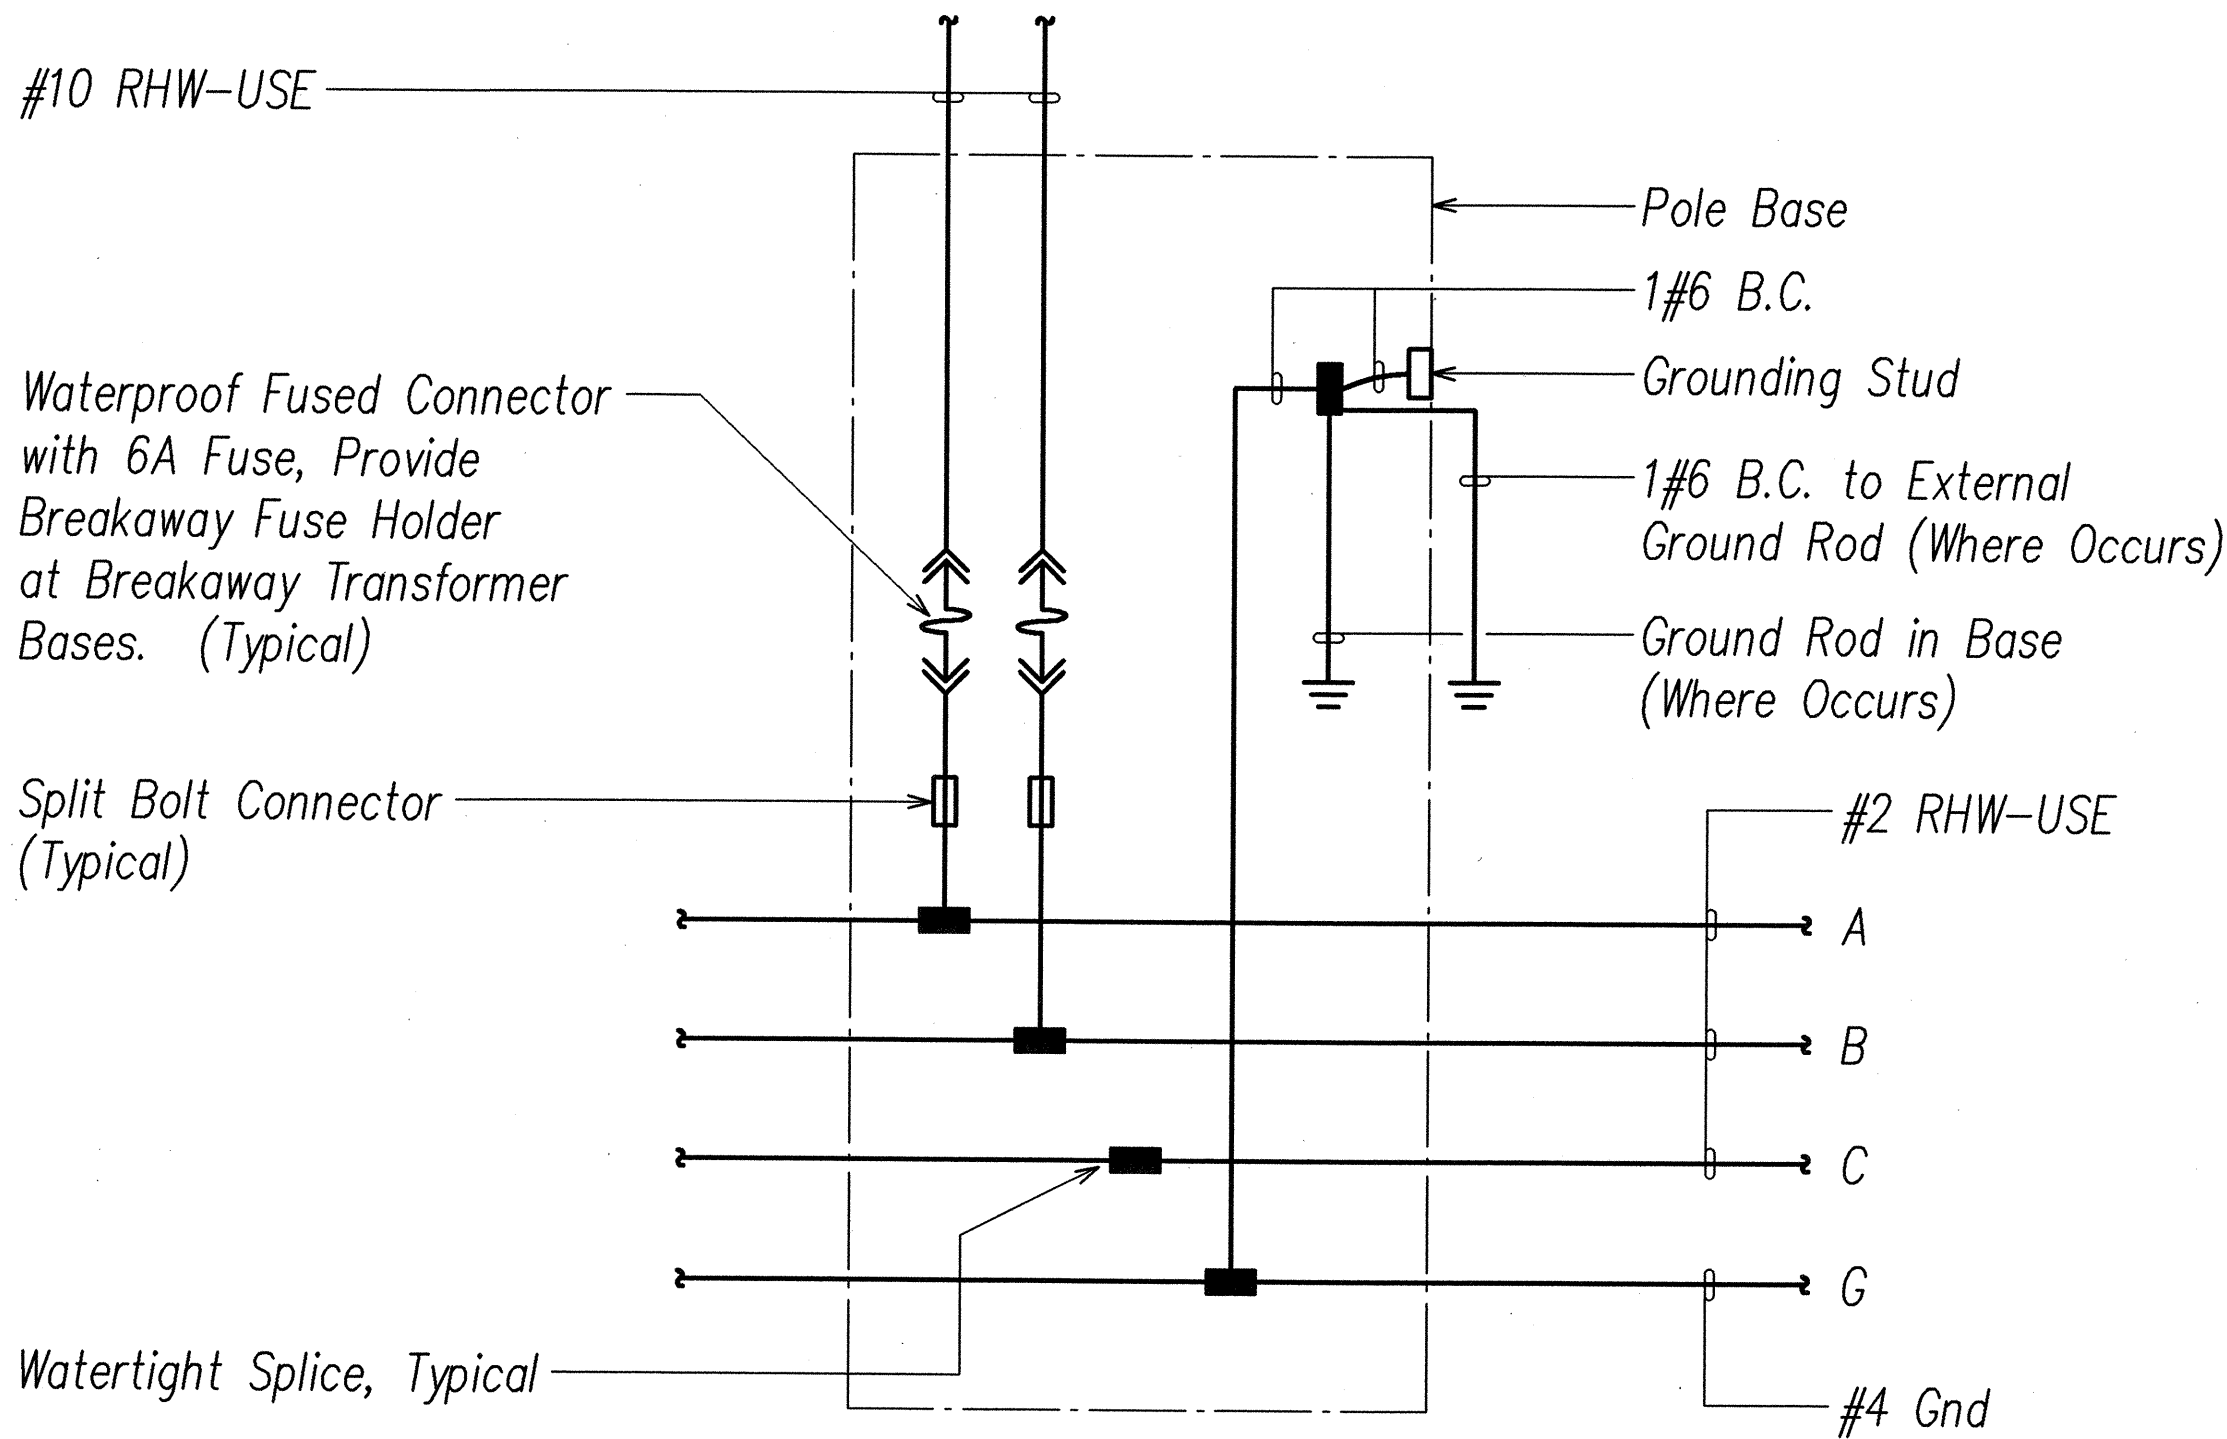 #10 RHW-USE
Pole Base
1#6 B.C.
Waterproof Fused Connector
with 6A Fuse, Provide
Breakaway Fuse Holder
at Breakaway Transformer
Bases. (Typical)
Grounding Stud
1#6 B.C. to External
Ground Rod (Where Occurs)
Ground Rod in Base
(Where Occurs)
Split Bolt Connector
(Typical)
#2 RHW-USE
A
B
C
G
Watertight Splice, Typical
#4 Gnd